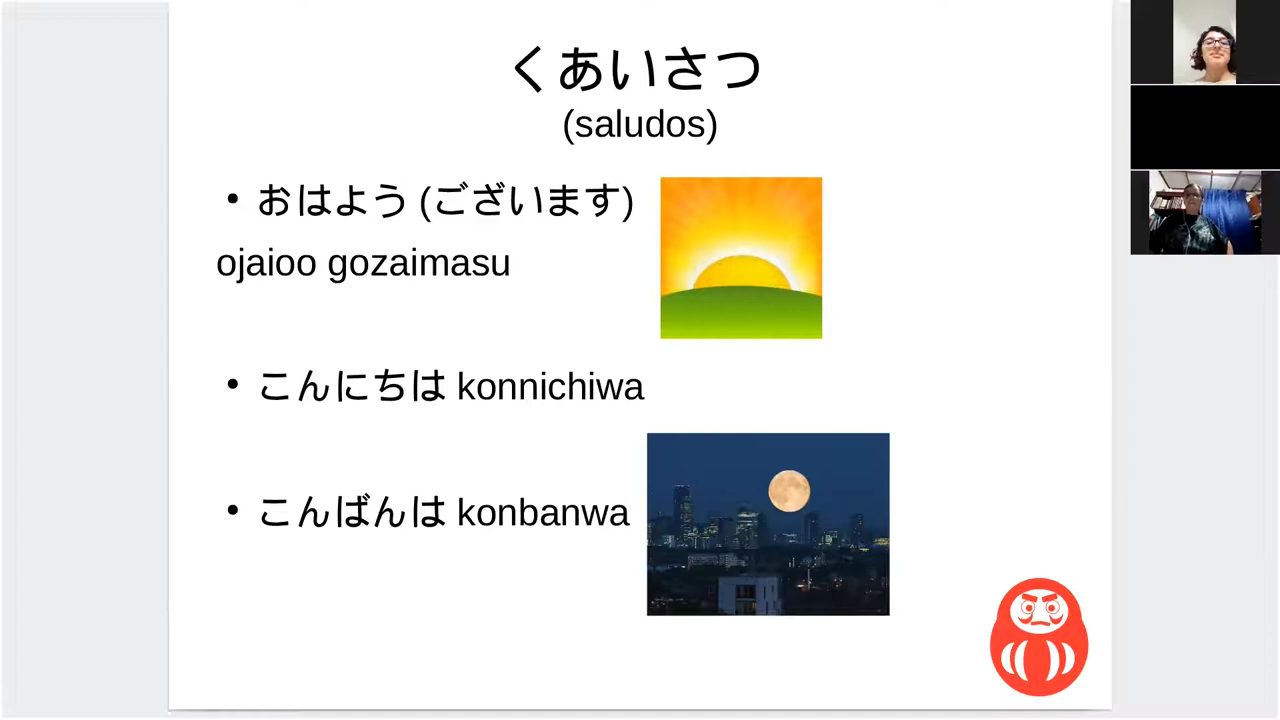 くあいさつ
(saludos)
• おはよう (ございます)
ojaioo gozaimasu
• こんにちは konnichiwa
• こんばんは konbanwa